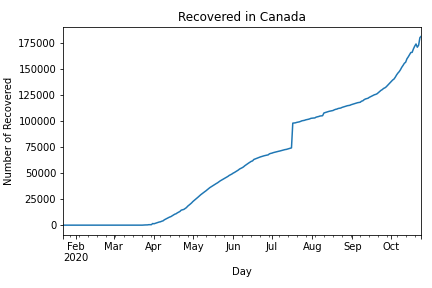 Recovered in Canada
Number of Recovered
175000
150000
125000
100000
75000
50000
25000
0
Feb Mar Apr May Jun Jul Aug Sep Oct
2020
Day